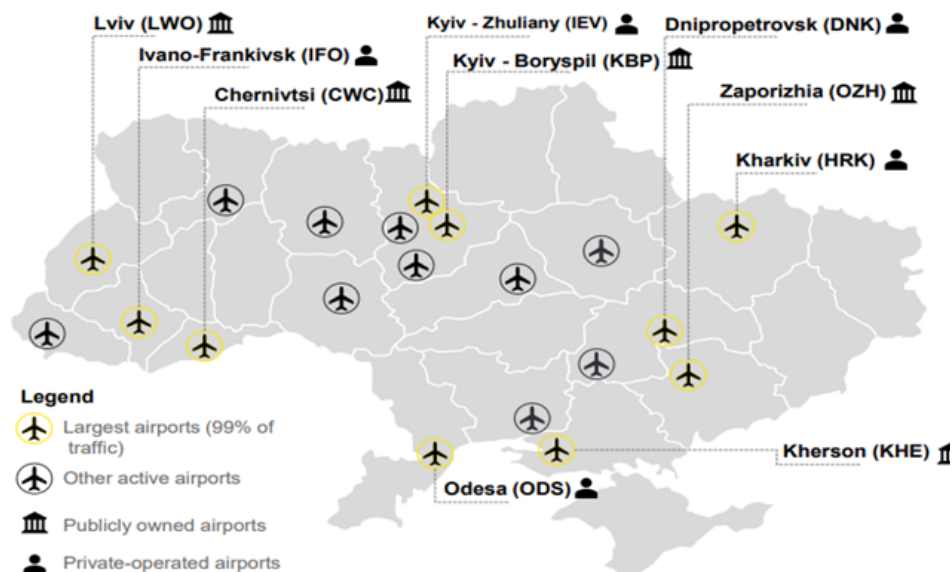 Lviv (LWO)
Ivano-Frankivsk (IFO)
Chernivtsi (CWC)
Kyiv - Zhuliany (IEV)
Kyiv - Boryspil (KBP)
Dnipropetrovsk (DNK)
Zaporizhia (OZH)
Kharkiv (HRK)
Kherson (KHE)
Odesa (ODS)
Legend
Largest airports (99% of
traffic)
Other active airports
Publicly owned airports
Private-operated airports